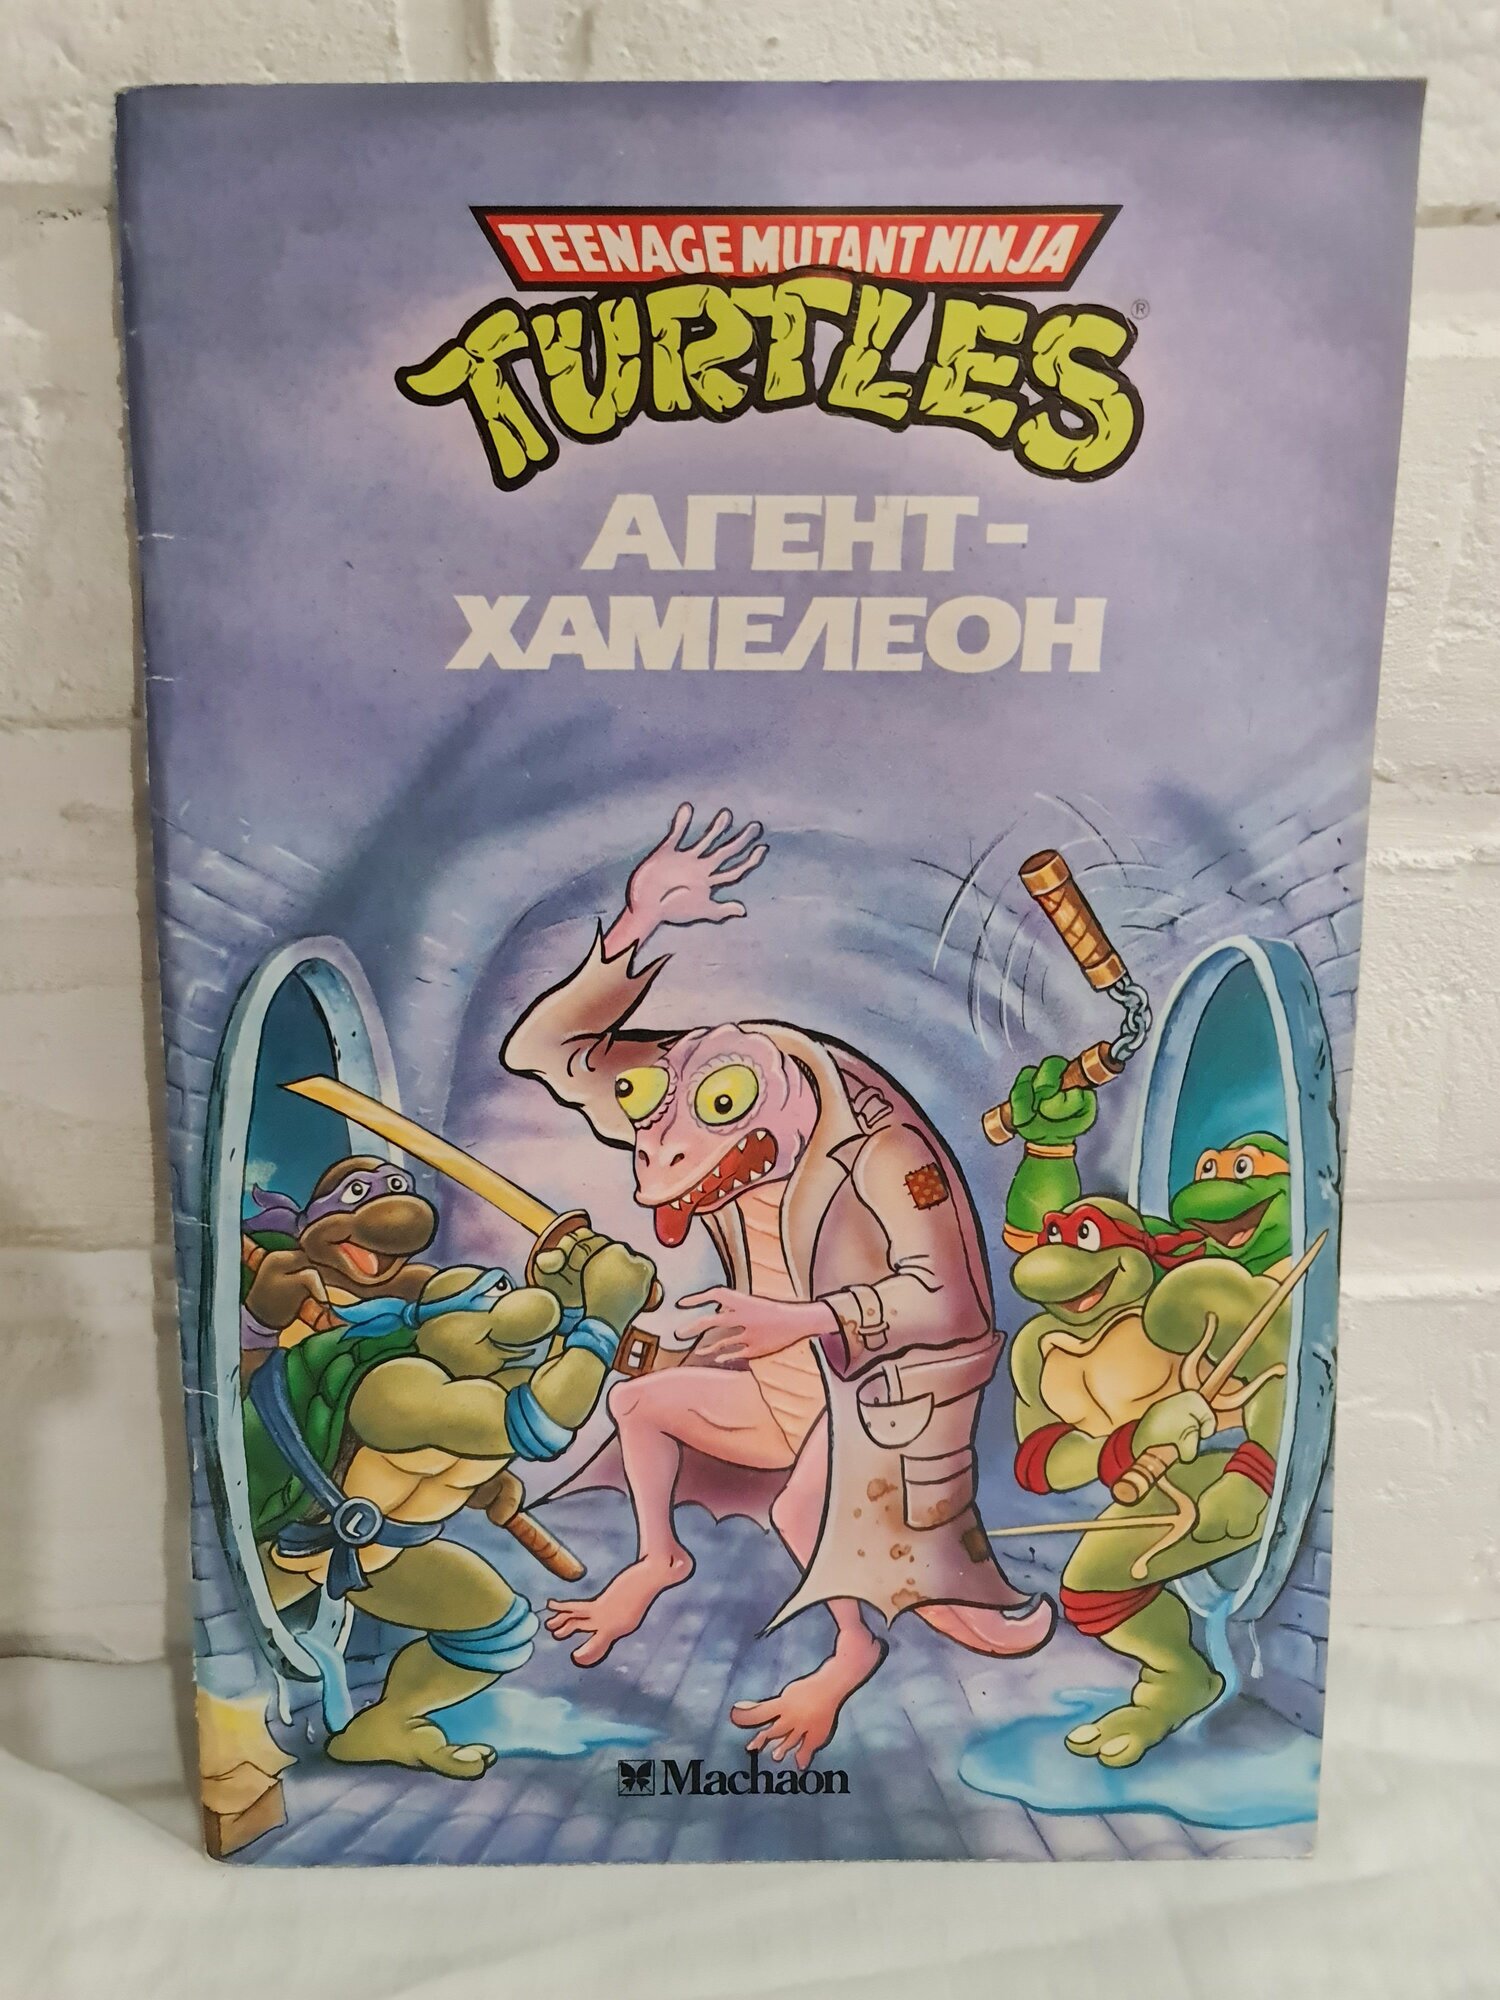 TEENAGE MUTANT NINJA
TURTLES®
АГЕНТ-
ХАМЕЛЕОН
L
Machaon